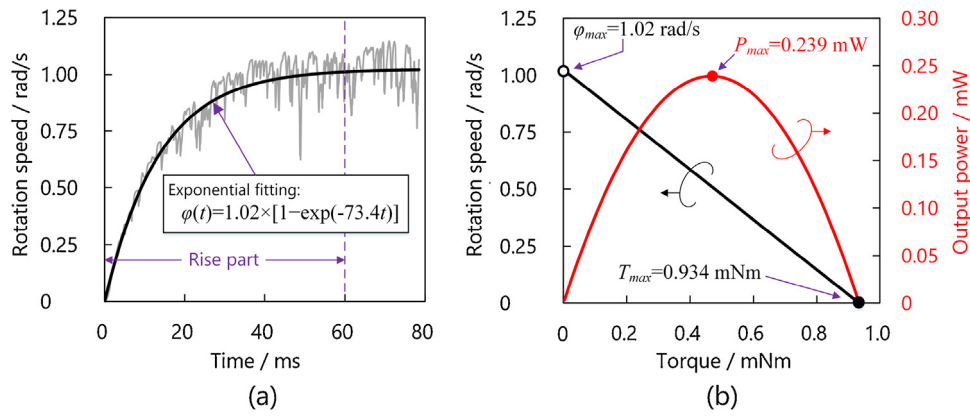 1.25
1.00
0.75
0.50
0.25
0
Rotation speed / rad/s
Exponential fitting:
φ(t)=1.02×[1−exp(-73.4t)]
Rise part
0
20
40
60
80
Time / ms
(a)
1.25
1.00
0.75
0.50
0.25
0
Rotation speed / rad/s
φmax=1.02 rad/s
Pmax=0.239 mW
Tmax=0.934 mNm
0
0.2
0.4
0.6
0.8
1.0
Torque / mNm
0.30
0.25
0.20
0.15
0.10
0.05
0
Output power / mW
(b)